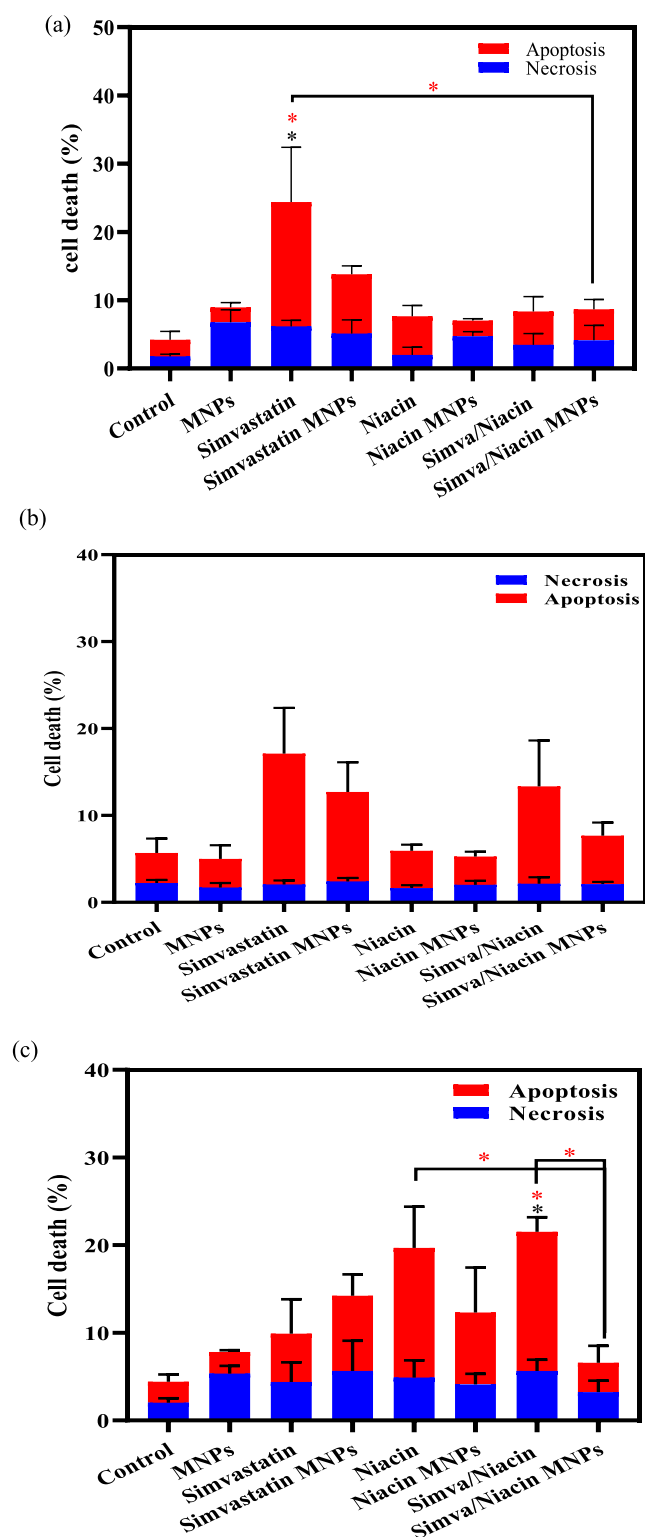 (a)
50
40
30
20
10
0
cell death (%)
Apoptosis
Necrosis
*
*
*
Control
MNPs
Simvastatin
Simvastatin MNPs
Niacin
Niacin MNPs
Simva/Niacin
Simva/Niacin MNPs
(b)
40
30
20
10
0
Cell death (%)
Necrosis
Apoptosis
Control
MNPs
Simvastatin
Simvastatin MNPs
Niacin
Niacin MNPs
Simva/Niacin
Simva/Niacin MNPs
(c)
40
30
20
10
0
Cell death (%)
Apoptosis
Necrosis
*
*
*
*
Control
MNPs
Simvastatin
Simvastatin MNPs
Niacin
Niacin MNPs
Simva/Niacin
Simva/Niacin MNPs